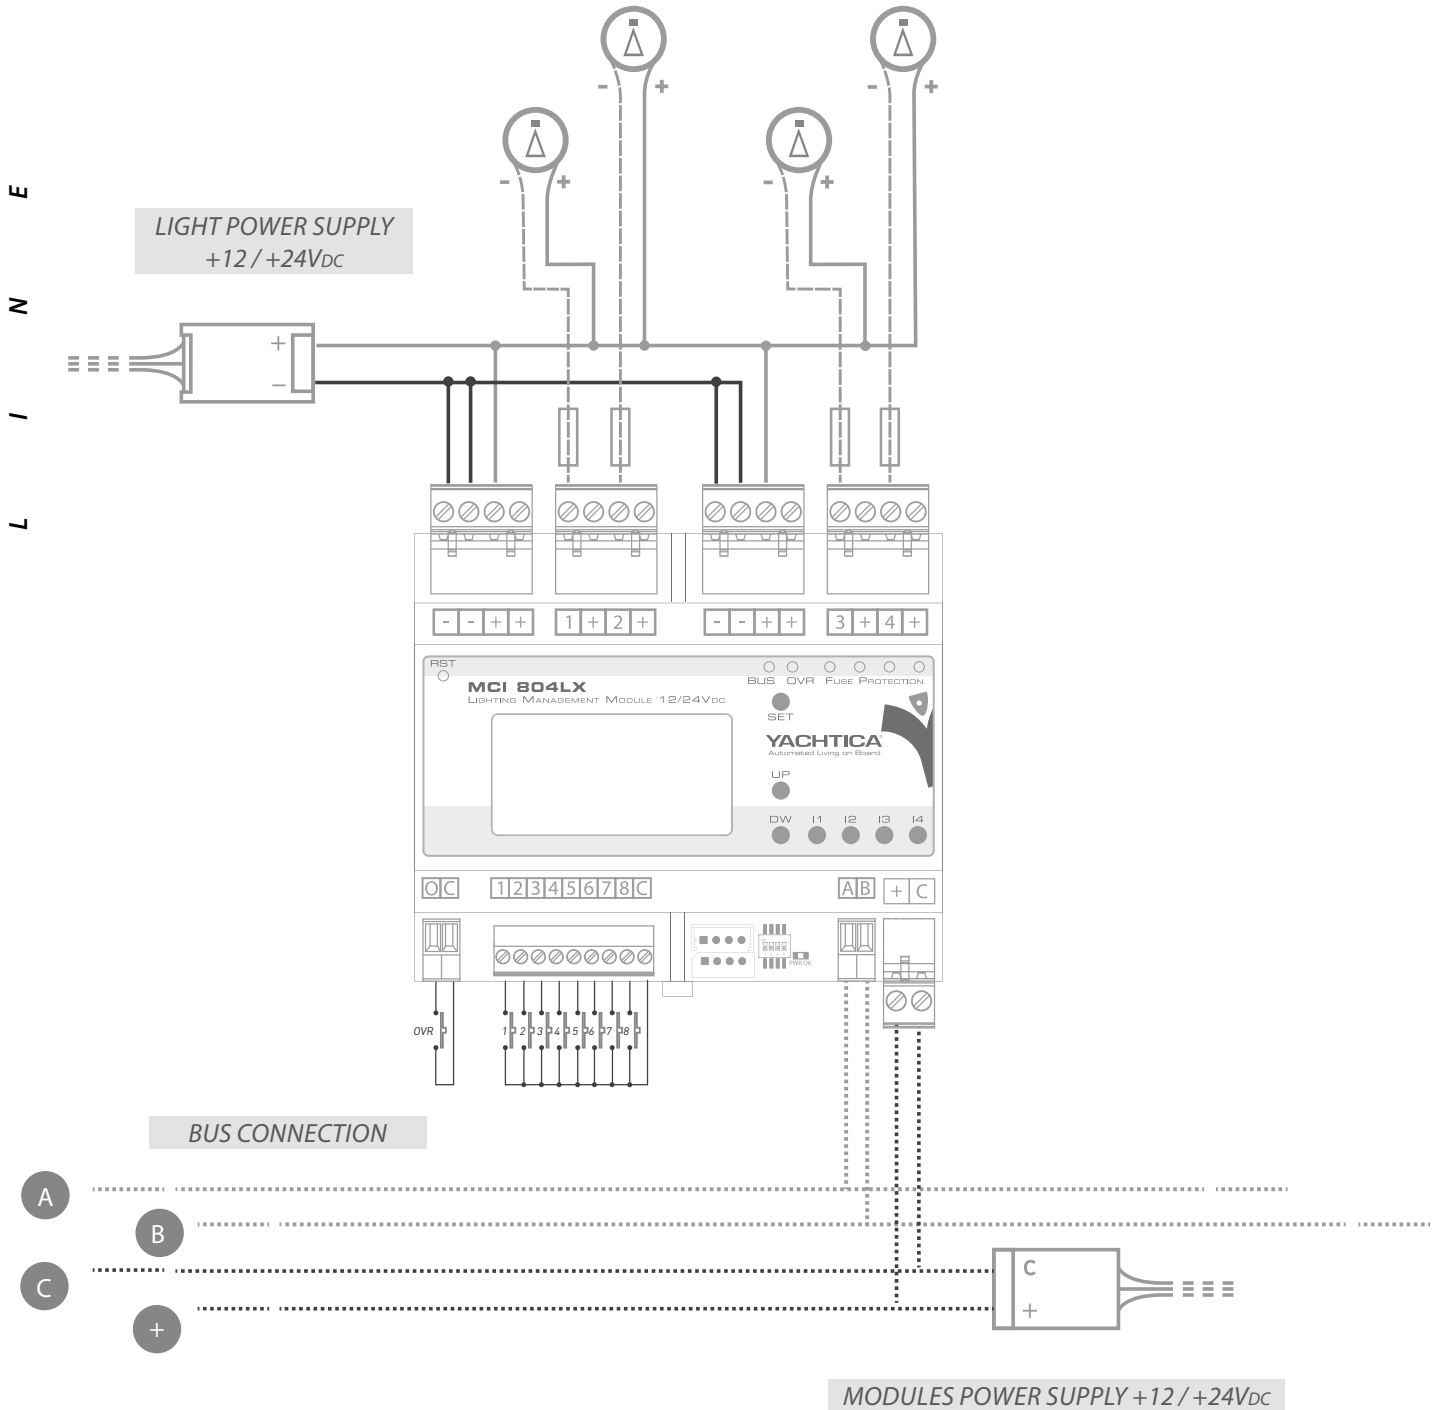 - +
- +
- +
- +
L I N E
LIGHT POWER SUPPLY
+12 / +24VDC
+
-
- - + +
1 + 2 +
- - + +
3 + 4 +
RST
BUS OVR FUSE PROTECTION
MCI 804LX
LIGHTING MANAGEMENT MODULE 12/24VDC
SET
YACHTICA
Automated Living on Board.
UP
DW I1 I2 I3 I4
O C
1 2 3 4 5 6 7 8 C
A B
+ C
PWR OK
OVR
1 2 3 4 5 6 7 8
BUS CONNECTION
A
B
C
+
C
+
MODULES POWER SUPPLY +12 / +24VDC